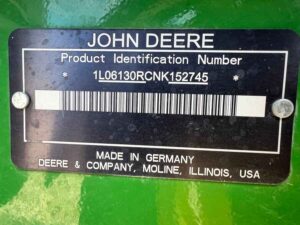 JOHN DEERE
Product Identification Number
* 1L06130RCNK152745 *
MADE IN GERMANY
DEERE & COMPANY, MOLINE, ILLINOIS, USA